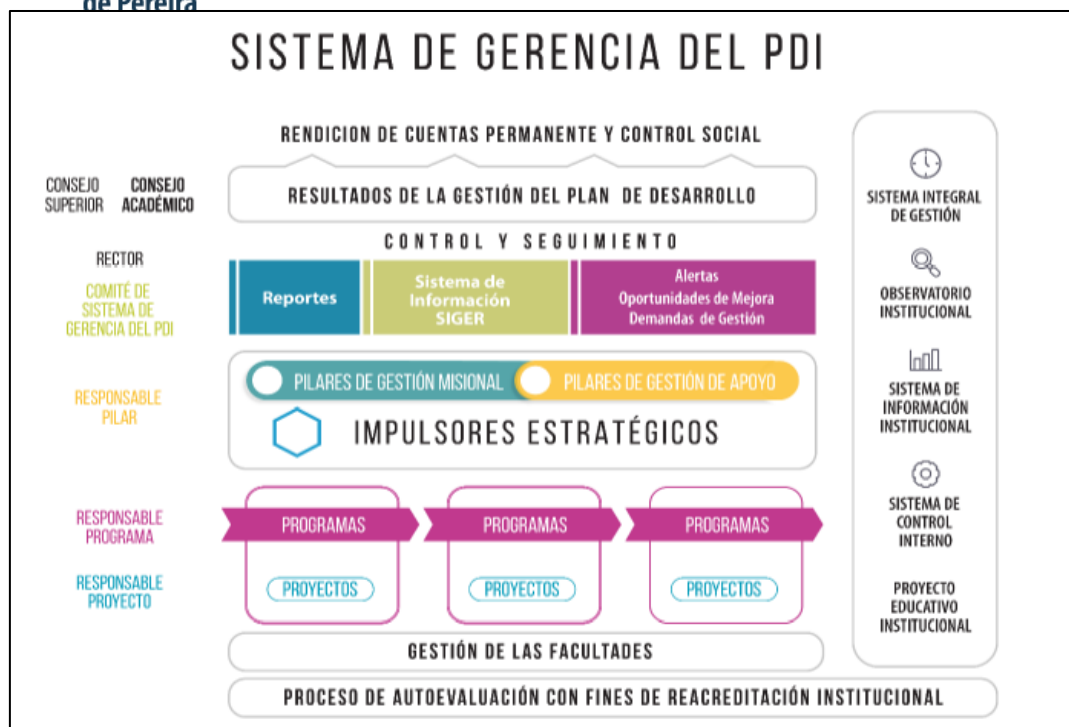 de Pereira
SISTEMA DE GERENCIA DEL PDI
RENDICION DE CUENTAS PERMANENTE Y CONTROL SOCIAL
CONSEJO
SUPERIOR
CONSEJO
ACADÉMICO
RESULTADOS DE LA GESTIÓN DEL PLAN DE DESARROLLO
CONTROL Y SEGUIMIENTO
RECTOR
COMITÉ DE
SISTEMA DE
GERENCIA DEL PDI
Reportes
Sistema de
Información
SIGER
Alertas
Oportunidades de Mejora
Demandas de Gestión
RESPONSABLE
PILAR
PILARES DE GESTIÓN MISIONAL
PILARES DE GESTIÓN DE APOYO
IMPULSORES ESTRATÉGICOS
RESPONSABLE
PROGRAMA
PROGRAMAS
PROGRAMAS
PROGRAMAS
RESPONSABLE
PROYECTO
PROYECTOS
PROYECTOS
PROYECTOS
GESTIÓN DE LAS FACULTADES
PROCESO DE AUTOEVALUACIÓN CON FINES DE REACREDITACIÓN INSTITUCIONAL
SISTEMA INTEGRAL
DE GESTIÓN
OBSERVATORIO
INSTITUCIONAL
SISTEMA DE
INFORMACIÓN
INSTITUCIONAL
SISTEMA DE
CONTROL
INTERNO
PROYECTO
EDUCATIVO
INSTITUCIONAL